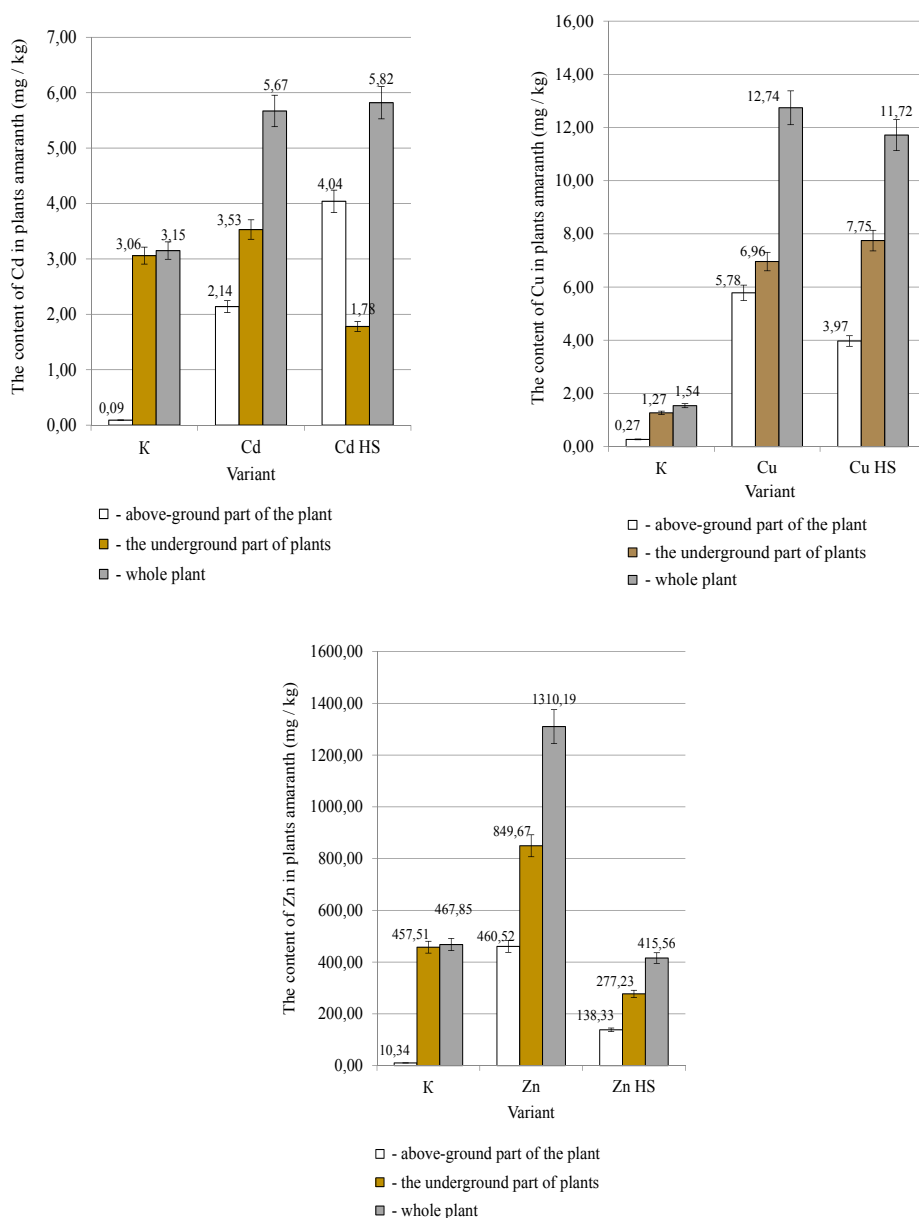 The content of Cd in plants amaranth (mg / kg)
7,00
6,00
5,00
4,00
3,00
2,00
1,00
0,00
0,09
3,06
3,15
2,14
3,53
5,67
4,04
1,78
5,82
К
Cd
Cd HS
Variant
- above-ground part of the plant
- the underground part of plants
- whole plant
The content of Cu in plants amaranth (mg / kg)
16,00
14,00
12,00
10,00
8,00
6,00
4,00
2,00
0,00
0,27
1,27
1,54
5,78
6,96
12,74
3,97
7,75
11,72
К
Cu
Cu HS
Variant
- above-ground part of the plant
- the underground part of plants
- whole plant
The content of Zn in plants amaranth (mg / kg)
1600,00
1400,00
1200,00
1000,00
800,00
600,00
400,00
200,00
0,00
10,34
457,51
467,85
460,52
849,67
1310,19
138,33
277,23
415,56
К
Zn
Zn HS
Variant
- above-ground part of the plant
- the underground part of plants
- whole plant